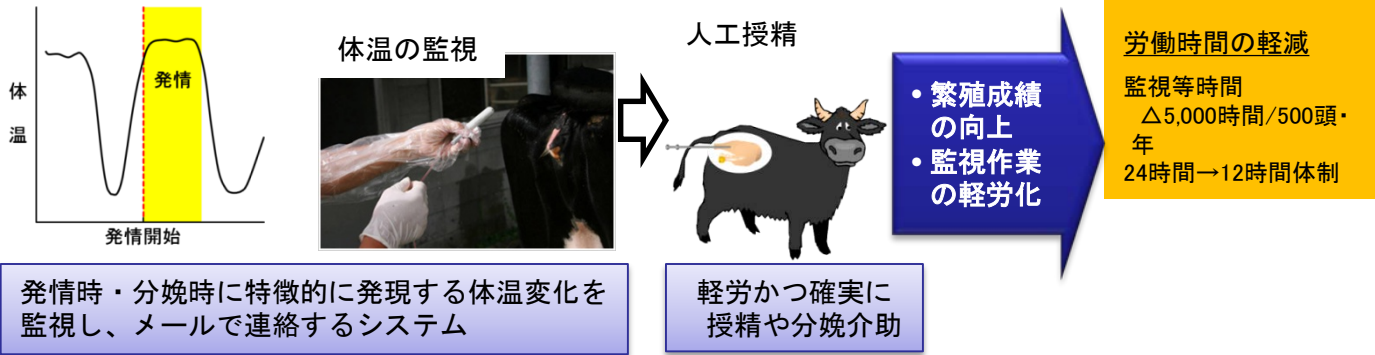 体
温
発情
発情開始
体温の監視
人工授精
・繁殖成績
の向上
・監視作業
の軽労化
労働時間の軽減
監視等時間
△5,000時間/500頭・
年
24時間→12時間体制
発情時・分娩時に特徴的に発現する体温変化を
監視し、メールで連絡するシステム
軽労かつ確実に
授精や分娩介助